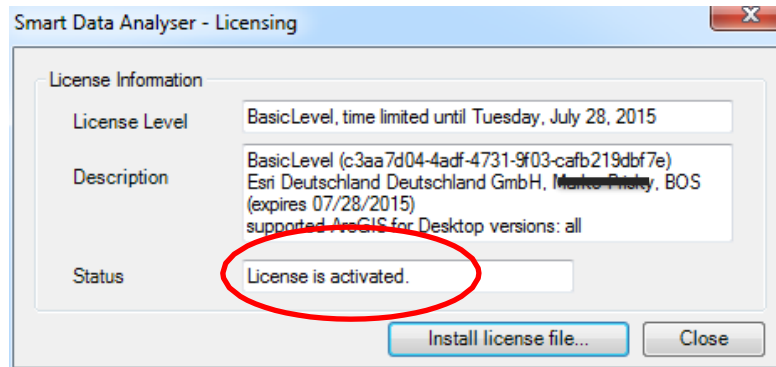 Smart Data Analyser - Licensing
License Information
License Level
BasicLevel, time limited until Tuesday, July 28, 2015
Description
BasicLevel (c3aa7d04-4adf-4731-9f03-cafb219dbf7e)
Esri Deutschland Deutschland GmbH, , BOS
(expires 07/28/2015)
supported ArcGIS for Desktop versions: all
Status
License is activated.
Install license file...
Close